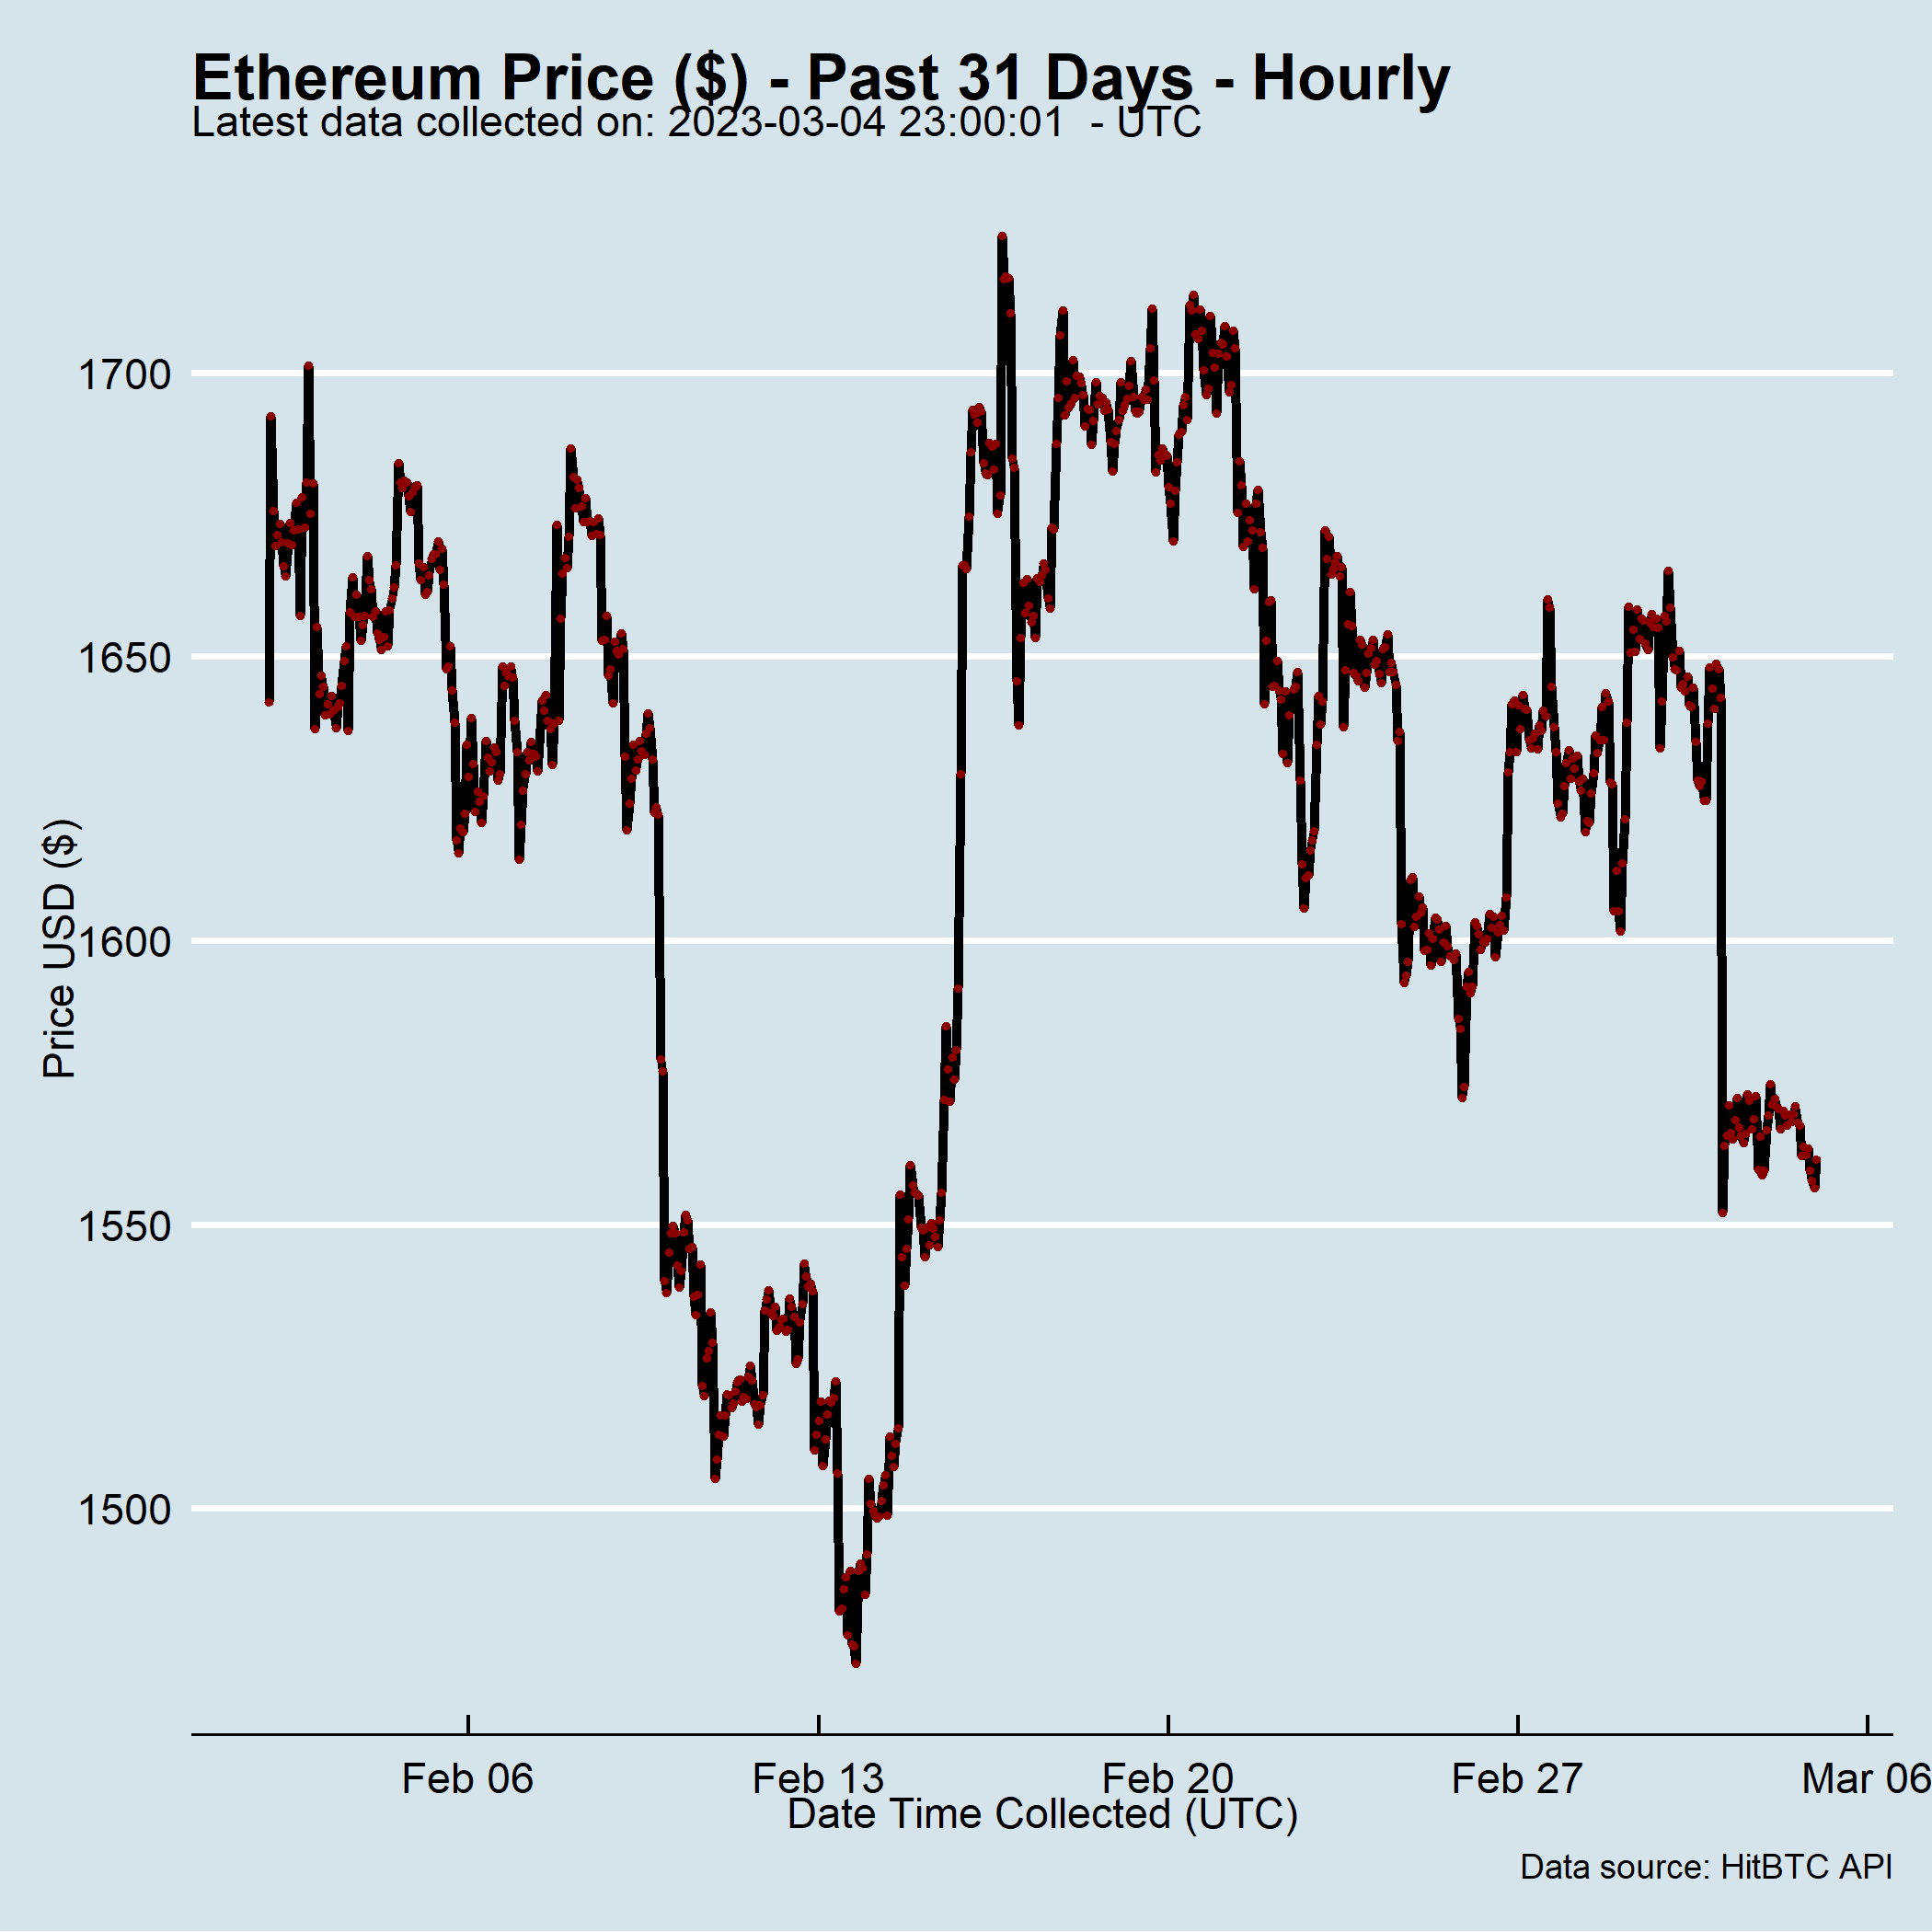 Ethereum Price ($) - Past 31 Days - Hourly
Latest data collected on: 2023-03-04 23:00:01  - UTC
1700
1650
1600
1550
1500
Price USD ($)
Feb 06
Feb 13
Feb 20
Feb 27
Mar 06
Date Time Collected (UTC)
Data source: HitBTC API